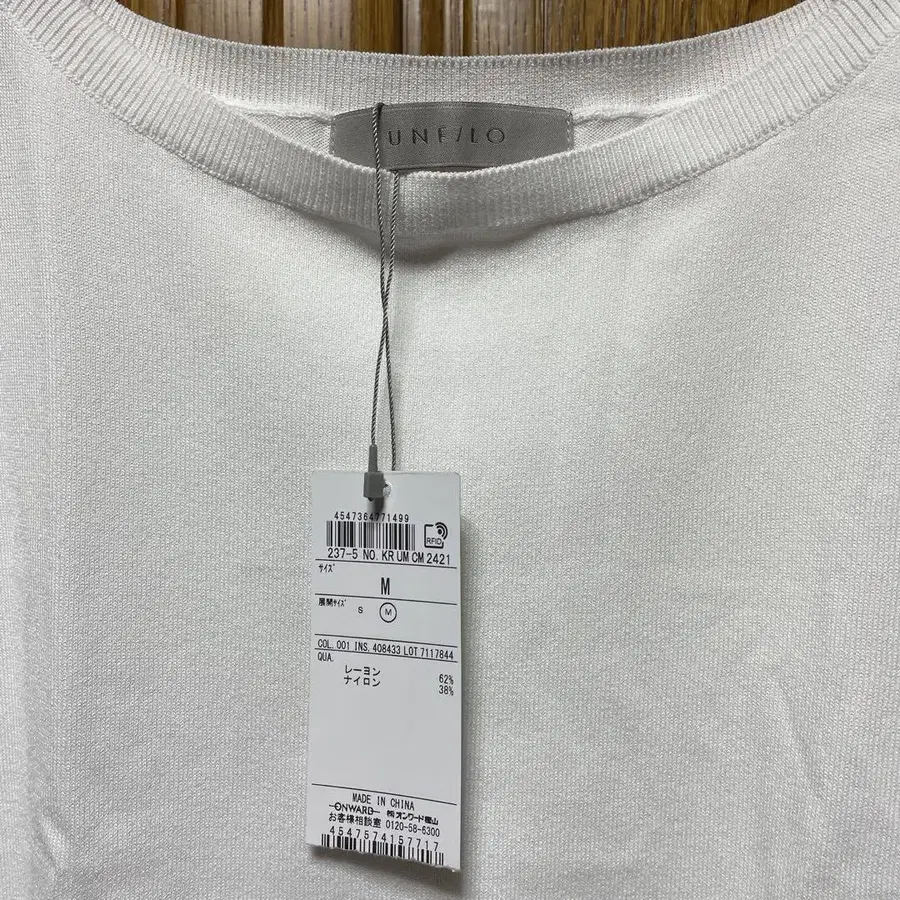 UNFILO
4547364771499
RFID
237-5 NO. KR UM CM 2421
サイズ
M
展開サイズ S M
COL. 001 INS. 408433 LOT 7117844
QUA.
レーヨン 62%
ナイロン 38%
MADE IN CHINA
ONWARD ㈱オンワード樫山
お客様相談室 0120-58-6300
4547574157717